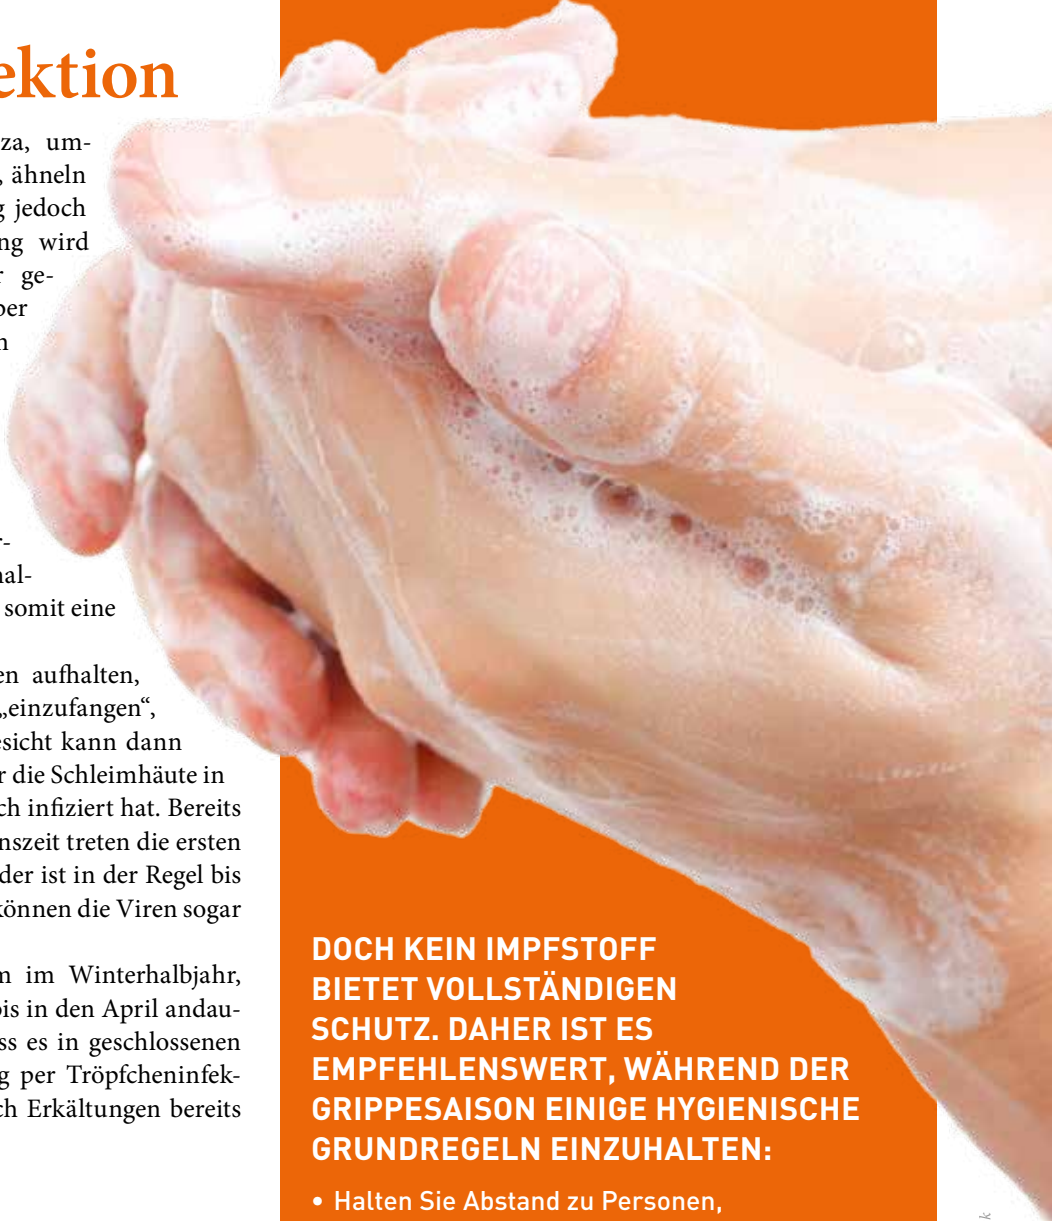 ektion
za, um-
, ähneln
g jedoch
ng wird
r ge-
ber
n
r-
hal-
somit eine
en aufhalten,
„einzufangen“,
esicht kann dann
r die Schleimhäute in
ch infiziert hat. Bereits
nszeit treten die ersten
der ist in der Regel bis
können die Viren sogar
m im Winterhalbjahr,
bis in den April andau-
ss es in geschlossenen
g per Tröpfcheninfek-
ch Erkältungen bereits
DOCH KEIN IMPFSTOFF
BIETET VOLLSTÄNDIGEN
SCHUTZ. DAHER IST ES
EMPFEHLENSWERT, WÄHREND DER
GRIPPESAISON EINIGE HYGIENISCHE
GRUNDREGELN EINZUHALTEN:
• Halten Sie Abstand zu Personen,
k